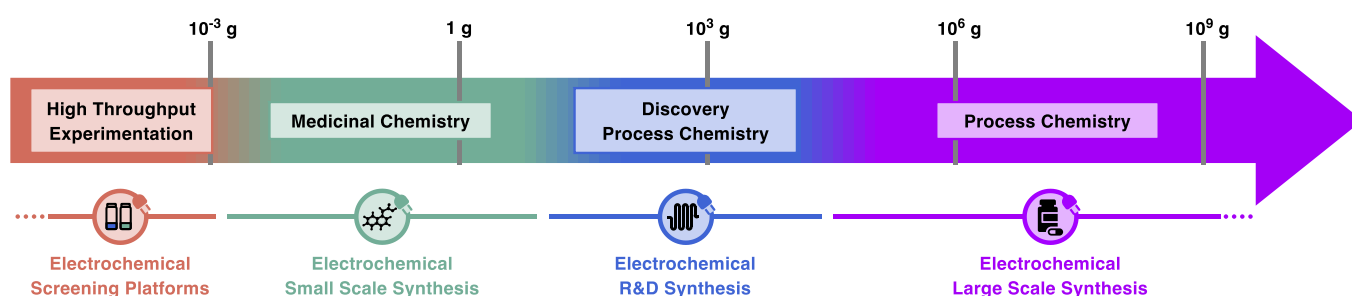 10-3 g
1 g
103 g
106 g
109 g
High Throughput
Experimentation
Medicinal Chemistry
Discovery
Process Chemistry
Process Chemistry
Electrochemical
Screening Platforms
Electrochemical
Small Scale Synthesis
Electrochemical
R&D Synthesis
Electrochemical
Large Scale Synthesis